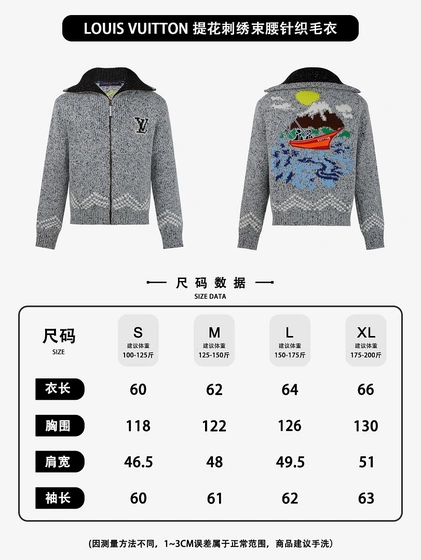 LOUIS VUITTON 提花刺绣束腰针织毛衣
LV
尺码数据
SIZE DATA
尺码 S M L XL
SIZE 建议体重 建议体重 建议体重 建议体重
100-125斤 125-150斤 150-175斤 175-200斤
衣长 60 62 64 66
胸围 118 122 126 130
肩宽 46.5 48 49.5 51
袖长 60 61 62 63
(因测量方法不同，1~3CM误差属于正常范围，商品建议手洗)